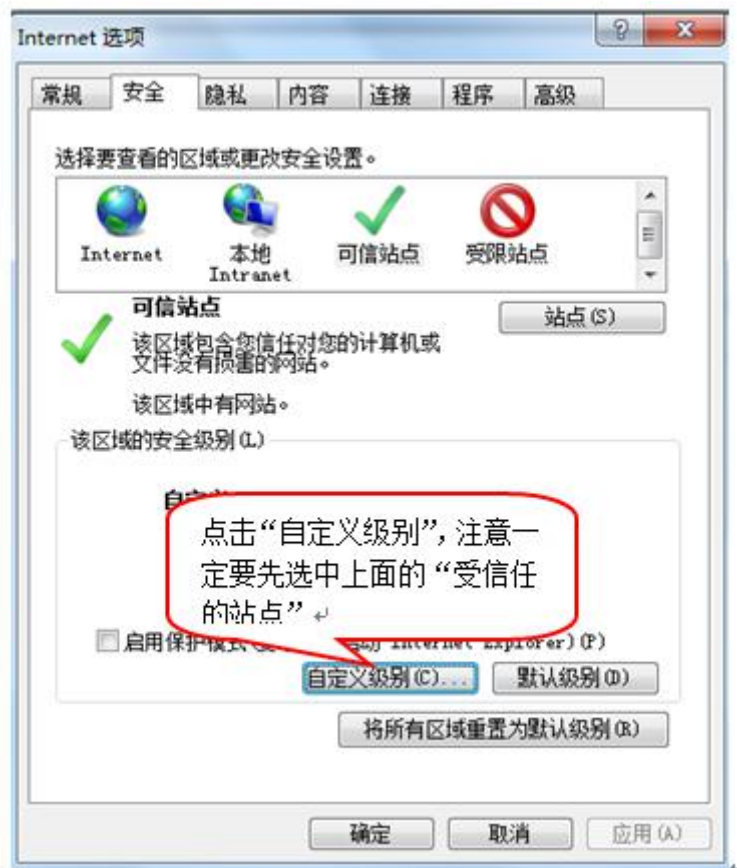 Internet 选项
常规 安全 隐私 内容 连接 程序 高级
选择要查看的区域或更改安全设置。
Internet 本地 Intranet 可信站点 受限站点
可信站点
站点(S)
该区域包含您信任对您的计算机或
文件没有损害的网站。
该区域中有网站。
该区域的安全级别(L)
点击“自定义级别”，注意一
定要先选中上面的“受信任
的站点”
启用保护模式 Internet Explorer)(P)
自定义级别(C)... 默认级别(D)
将所有区域重置为默认级别(R)
确定 取消 应用(A)